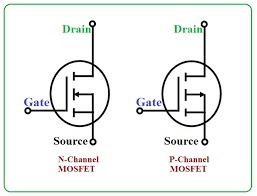 Drain
Drain
Gate
Gate
Source
Source
N-Channel
MOSFET
P-Channel
MOSFET